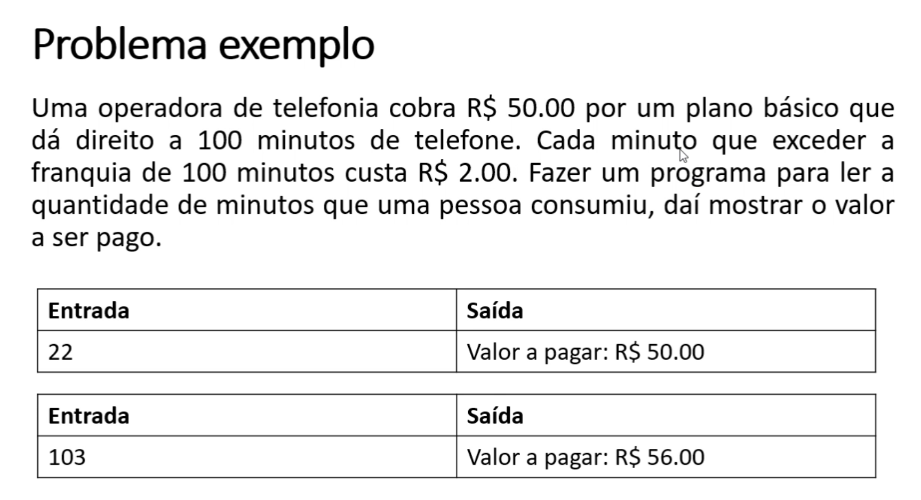 Problema exemplo
Uma operadora de telefonia cobra R$ 50.00 por um plano básico que
dá direito a 100 minutos de telefone. Cada minuto que exceder a
franquia de 100 minutos custa R$ 2.00. Fazer um programa para ler a
quantidade de minutos que uma pessoa consumiu, daí mostrar o valor
a ser pago.
Entrada Saída
22 Valor a pagar: R$ 50.00
Entrada Saída
103 Valor a pagar: R$ 56.00